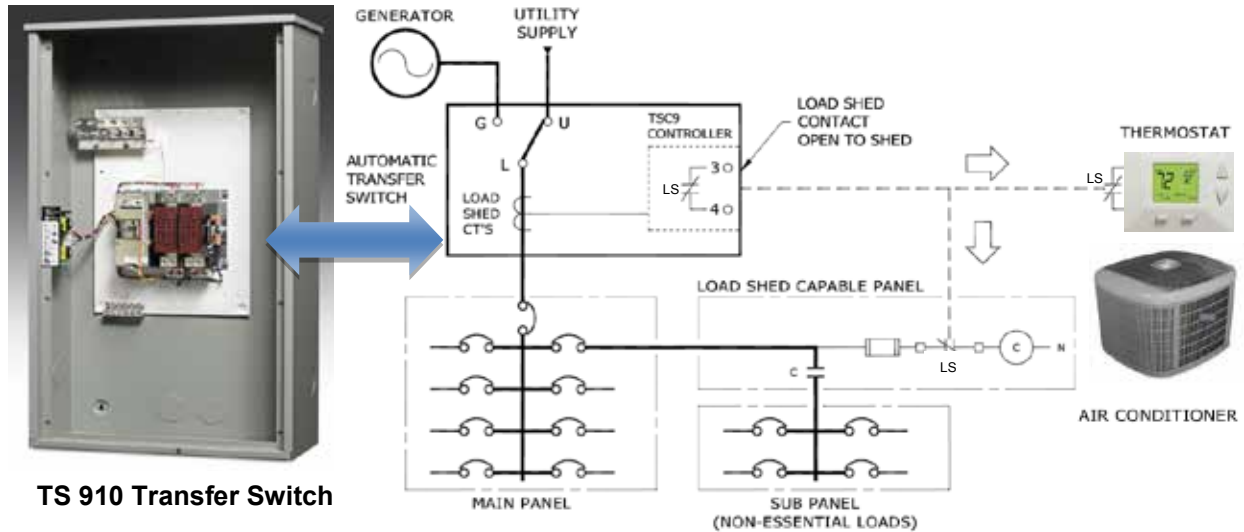 GENERATOR
UTILITY
SUPPLY
G
U
L
TSC9
CONTROLLER
LS
3
4
LOAD
SHED
CT'S
AUTOMATIC
TRANSFER
SWITCH
LOAD SHED
CONTACT
OPEN TO SHED
THERMOSTAT
LS
72
LOAD SHED CAPABLE PANEL
C
C
N
LS
AIR CONDITIONER
TS 910 Transfer Switch
MAIN PANEL
SUB PANEL
(NON-ESSENTIAL LOADS)